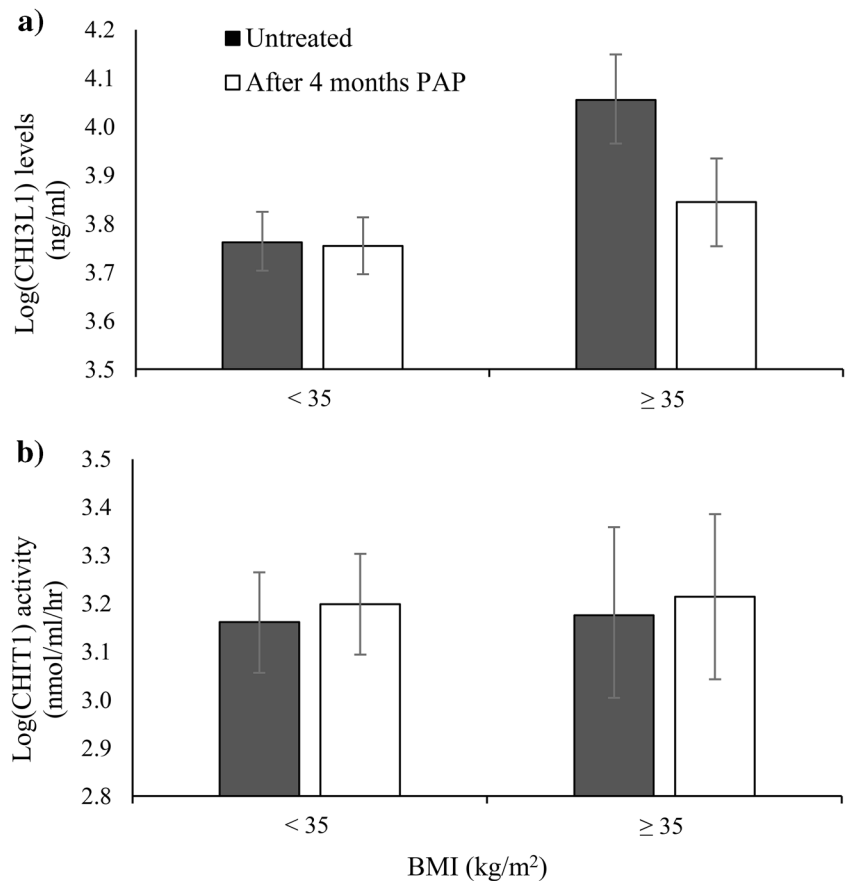 a)
Untreated
After 4 months PAP
Log(CHI3L1) levels
(ng/ml)
4.2
4.1
4.0
3.9
3.8
3.7
3.6
3.5
< 35
≥ 35
b)
Log(CHIT1) activity
(nmol/ml/hr)
3.5
3.4
3.3
3.2
3.1
3.0
2.9
2.8
< 35
≥ 35
BMI (kg/m²)